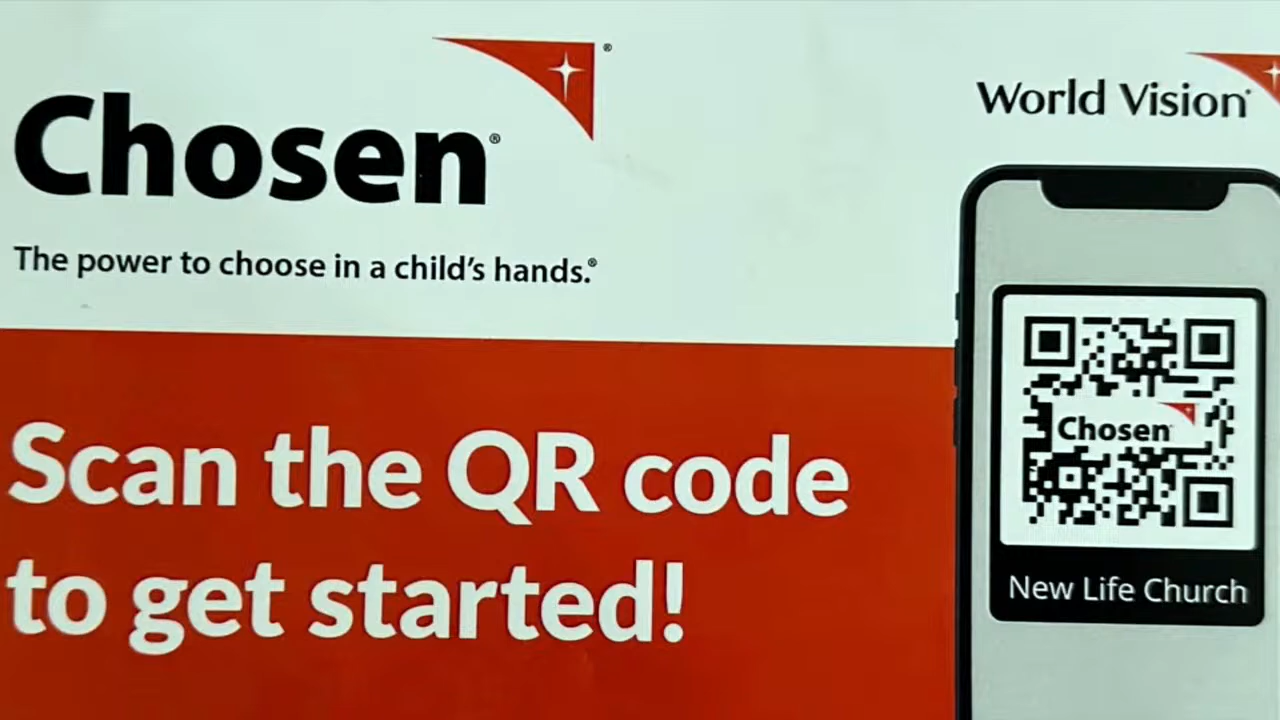 Chosen®
®
The power to choose in a child's hands.®
Scan the QR code
to get started!
World Vision®
Chosen
New Life Church